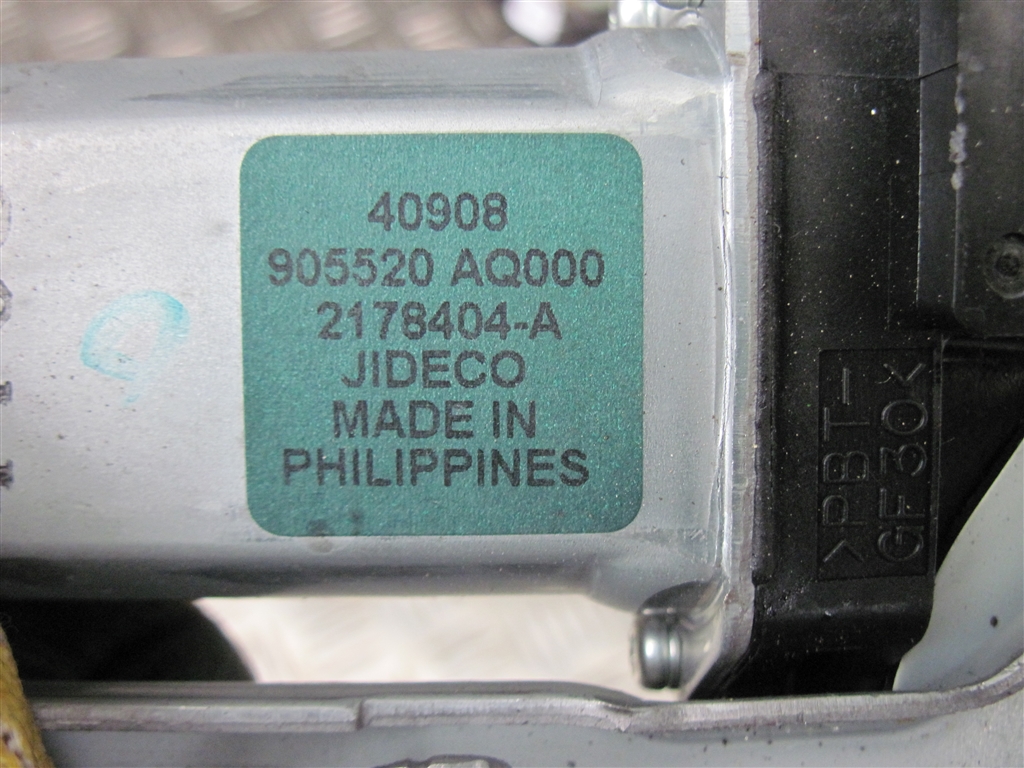 40908
905520 AQ000
2178404-A
JIDECO
MADE IN
PHILIPPINES
>PBT-
GF30<